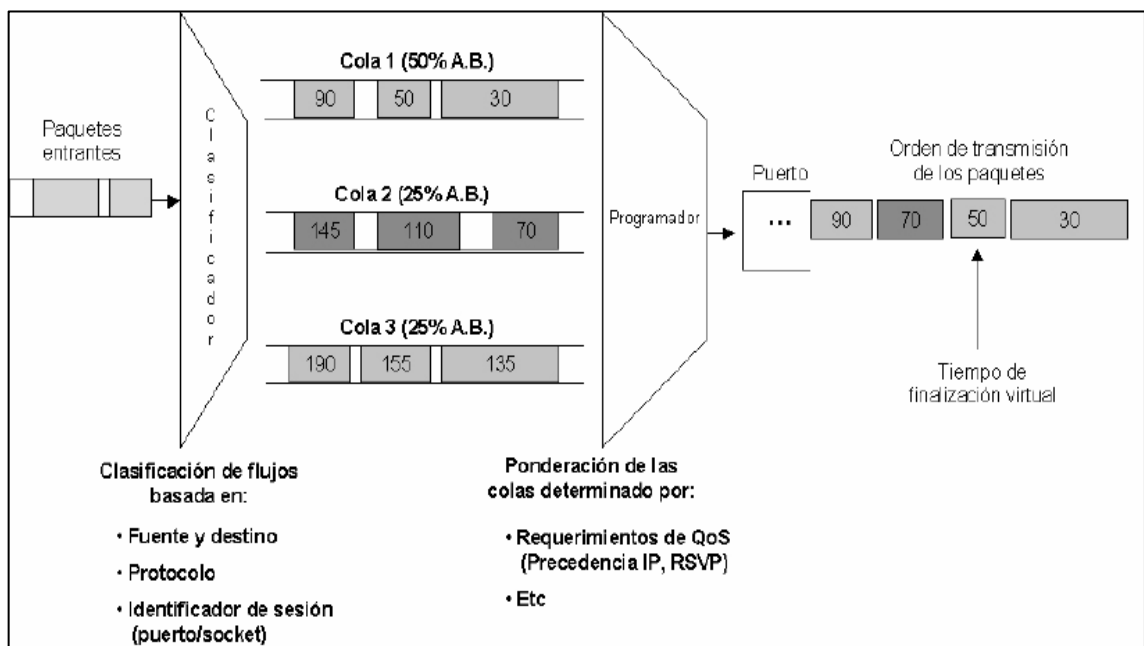 Paquetes
entrantes
Clasificador
Cola 1 (50% A.B.)
90 50 30
Cola 2 (25% A.B.)
145 110 70
Cola 3 (25% A.B.)
190 155 135
Programador
Puerto
...
Orden de transmisión
de los paquetes
90 70 50 30
Tiempo de
finalización virtual
Clasificación de flujos
basada en:
• Fuente y destino
• Protocolo
• Identificador de sesión
(puerto/socket)
Ponderación de las
colas determinado por:
• Requerimientos de QoS
(Precedencia IP, RSVP)
• Etc